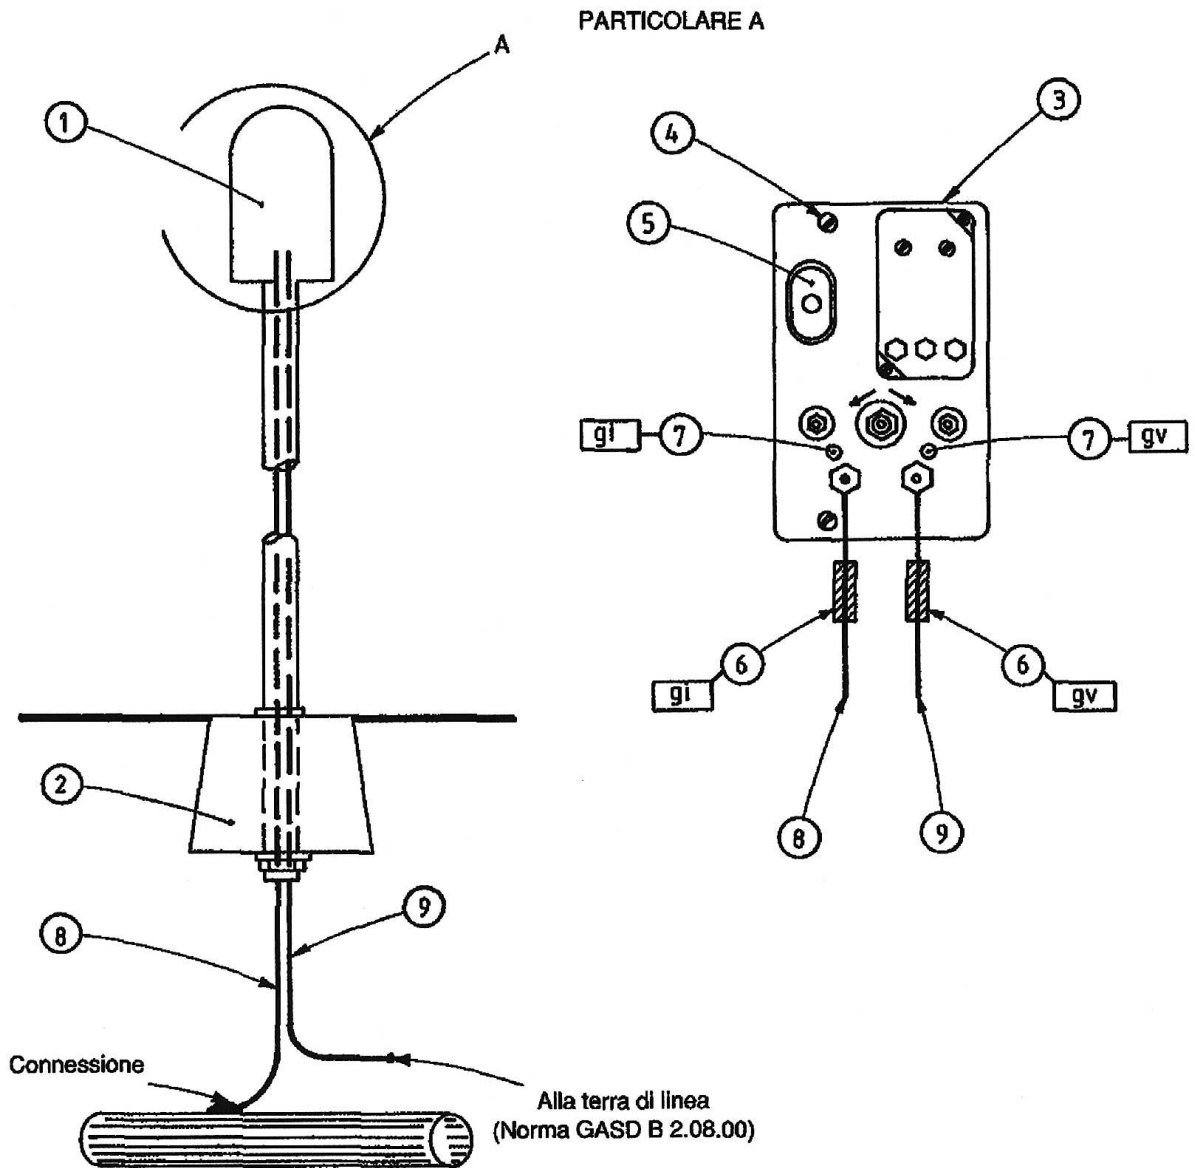 PARTICOLARE A
A
1
3
4
5
gi 7
7 gv
6
6
gi
gv
2
8
9
9
8
Connessione
Alla terra di linea
(Norma GASD B 2.08.00)